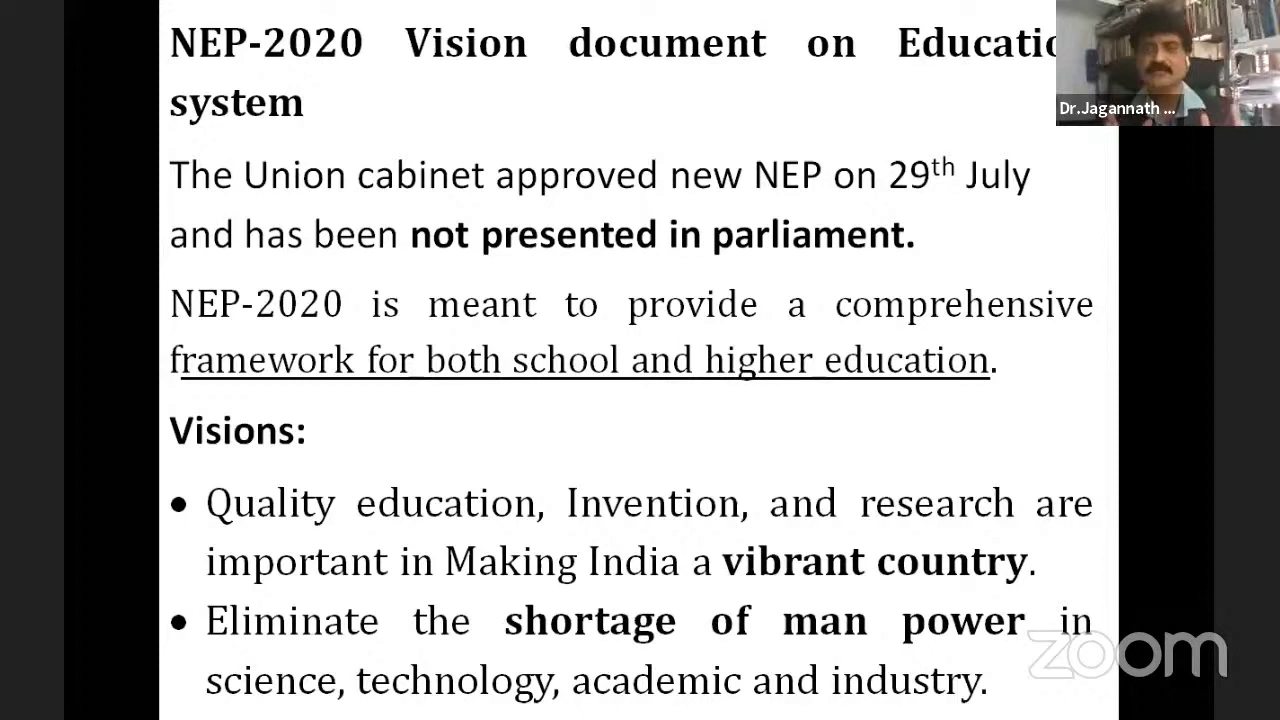 NEP-2020 Vision document on Educatio
system
The Union cabinet approved new NEP on 29th July
and has been not presented in parliament.
NEP-2020 is meant to provide a comprehensive
framework for both school and higher education.
Visions:
• Quality education, Invention, and research are
important in Making India a vibrant country.
• Eliminate the shortage of man power in
science, technology, academic and industry.
Dr.Jagannath ...
zoom